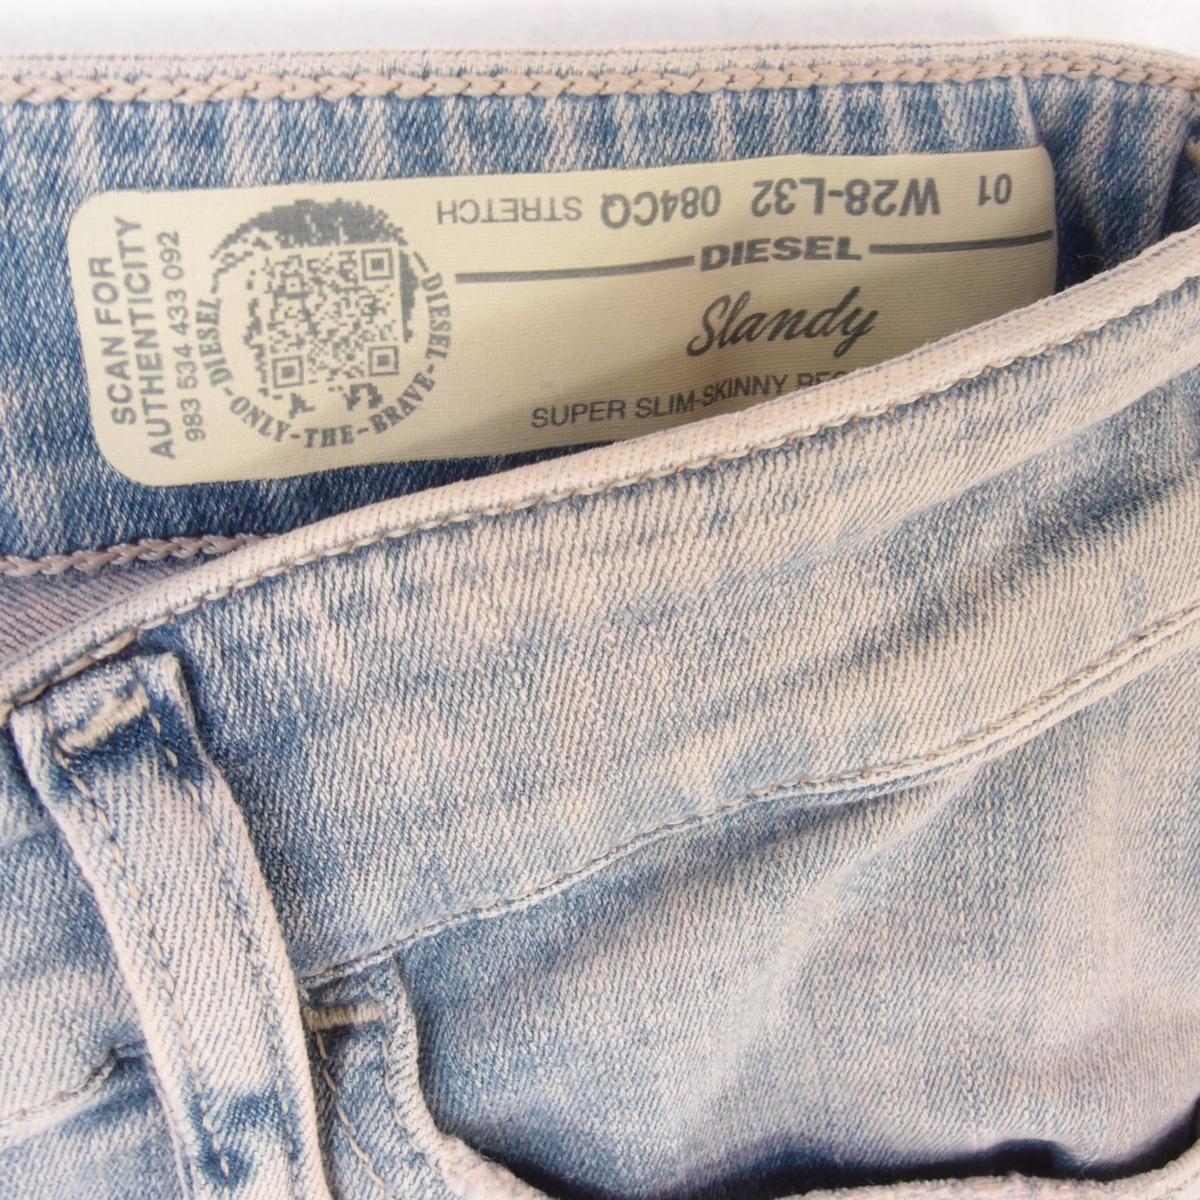 01 W28-L32 084CQ STRETCH
DIESEL
Slandy
SUPER SLIM-SKINNY
SCAN FOR
AUTHENTICITY
983 534 433 092
DIESEL-ONLY-THE-BRAVE-DIESEL